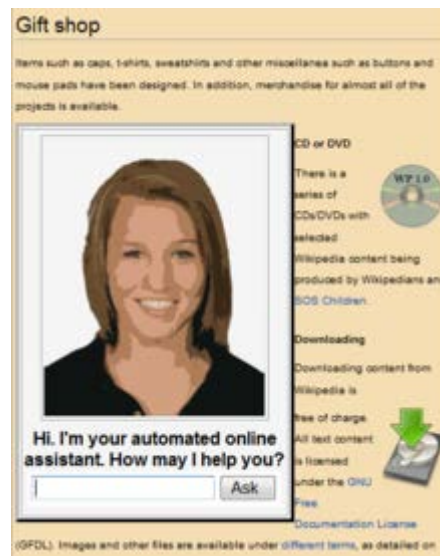 Gift shop
Items such as caps, t-shirts, sweatshirts and other miscellanea such as buttons and
mouse pads have been designed. In addition, merchandise for almost all of the
projects is available.
CD or DVD
There is a
series of
CDs/DVDs with
selected
Wikipedia content being
produced by Wikipedians an
SOS Children
WP 1.0
Downloading
Downloading content from
Wikipedia is
free of charge.
All text content
is licensed
under the GNU
Free
Documentation License
Hi. I'm your automated online
assistant. How may I help you?
Ask
(GFDL). Images and other files are available under different terms, as detailed on